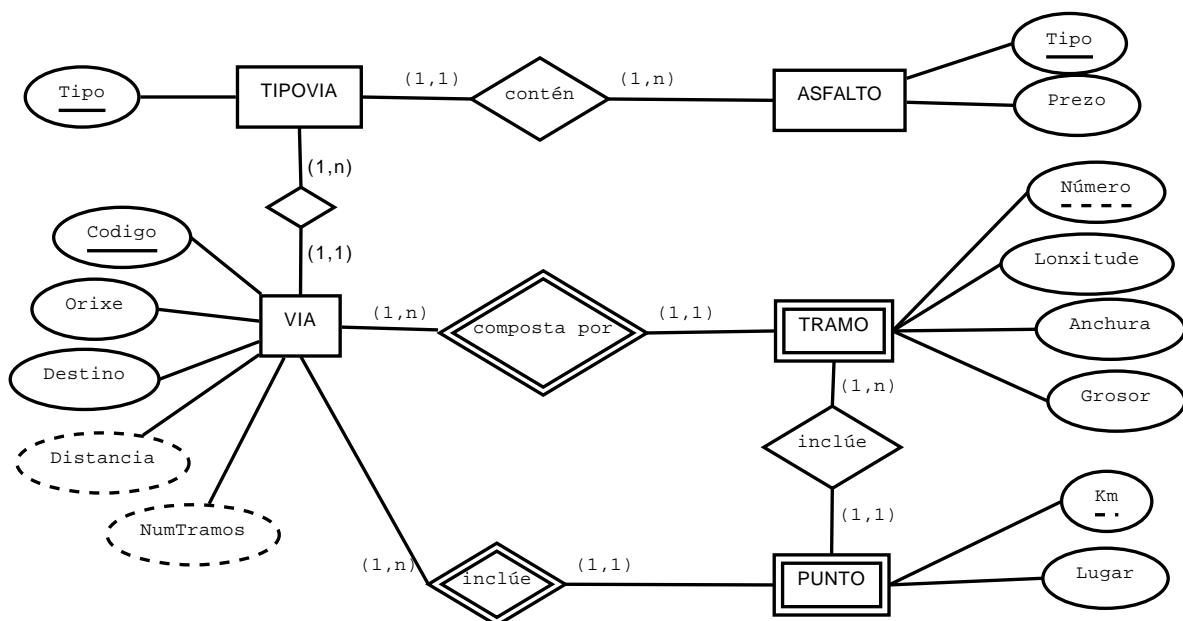 Tipo
TIPOVIA
(1,1)
contén
(1,n)
ASFALTO
Tipo
Prezo
(1,n)
(1,1)
Codigo
Orixe
Destino
Distancia
NumTramos
VIA
(1,n)
composta por
(1,1)
TRAMO
Número
Lonxitude
Anchura
Grosor
(1,n)
inclúe
(1,1)
(1,n)
inclúe
(1,1)
PUNTO
Km
Lugar